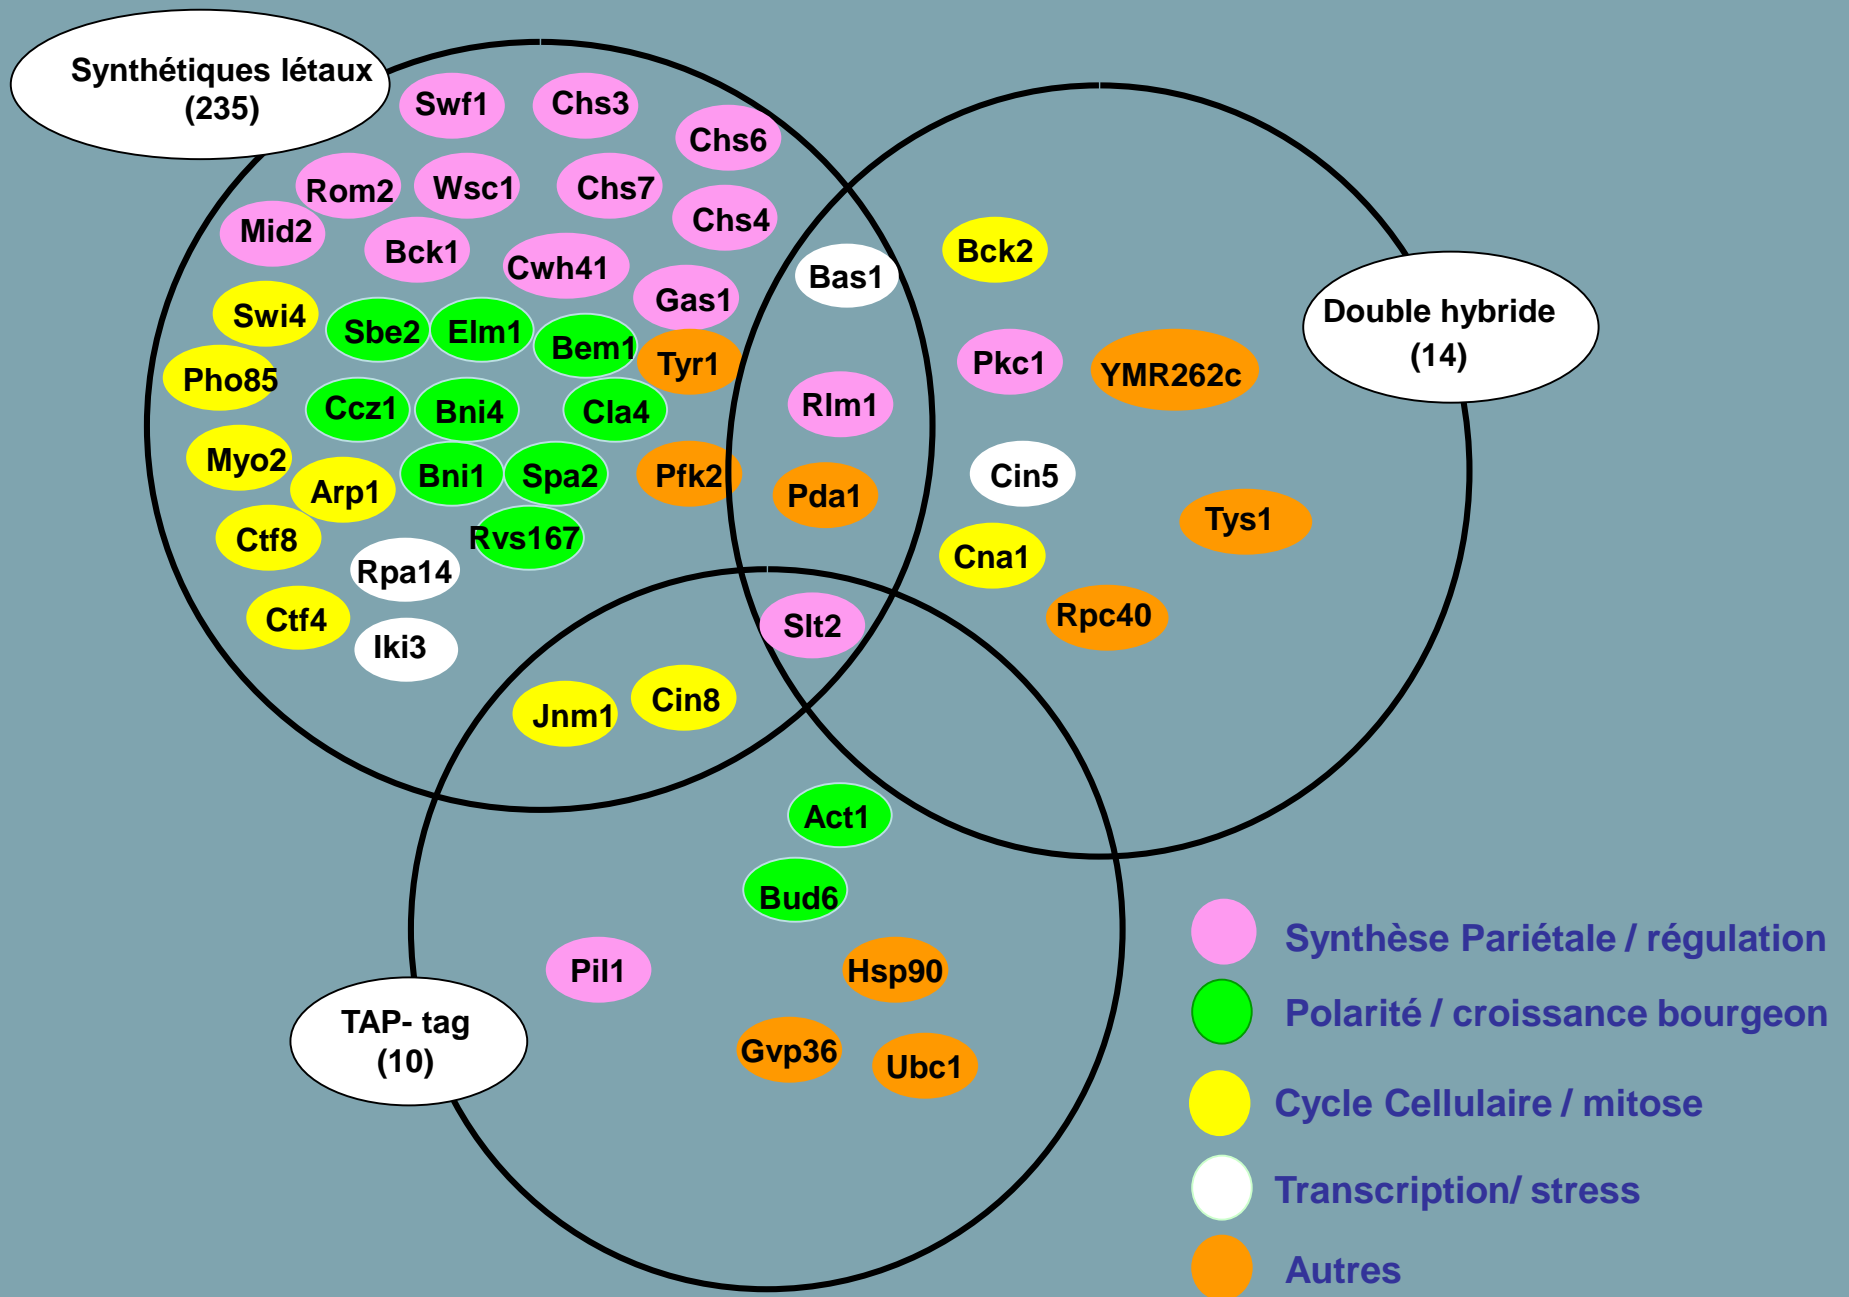 Synthétiques létaux
(235)
Swf1
Chs3
Chs6
Rom2
Wsc1
Chs7
Chs4
Mid2
Bck1
Cwh41
Gas1
Swi4
Sbe2
Elm1
Bem1
Tyr1
Pho85
Ccz1
Bni4
Cla4
Myo2
Arp1
Bni1
Spa2
Pfk2
Ctf8
Rvs167
Rpa14
Ctf4
Iki3
Bas1
Rlm1
Pda1
Slt2
Jnm1
Cin8
Double hybride
(14)
Bck2
Pkc1
YMR262c
Cin5
Tys1
Cna1
Rpc40
Act1
Bud6
Pil1
Hsp90
Gvp36
Ubc1
TAP- tag
(10)
Synthèse Pariétale / régulation
Polarité / croissance bourgeon
Cycle Cellulaire / mitose
Transcription/ stress
Autres